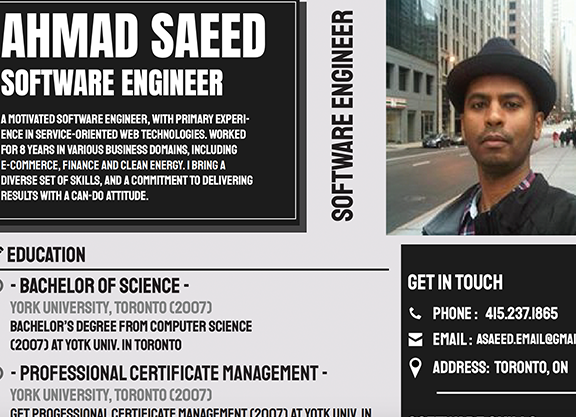 AHMAD SAEED
SOFTWARE ENGINEER
A MOTIVATED SOFTWARE ENGINEER, WITH PRIMARY EXPERI-
ENCE IN SERVICE-ORIENTED WEB TECHNOLOGIES. WORKED
FOR 8 YEARS IN VARIOUS BUSINESS DOMAINS, INCLUDING
E-COMMERCE, FINANCE AND CLEAN ENERGY. I BRING A
DIVERSE SET OF SKILLS, AND A COMMITMENT TO DELIVERING
RESULTS WITH A CAN-DO ATTITUDE.
SOFTWARE ENGINEER
EDUCATION
- BACHELOR OF SCIENCE -
YORK UNIVERSITY, TORONTO (2007)
BACHELOR'S DEGREE FROM COMPUTER SCIENCE
(2007) AT YOTK UNIV. IN TORONTO
- PROFESSIONAL CERTIFICATE MANAGEMENT -
YORK UNIVERSITY, TORONTO (2007)
GET PROFESSIONAL CERTIFICATE MANAGEMENT (2007) AT YOTK UNIV. IN
GET IN TOUCH
PHONE : 415.237.1865
EMAIL : ASAEED.EMAIL@GMAI
ADDRESS: TORONTO, ON